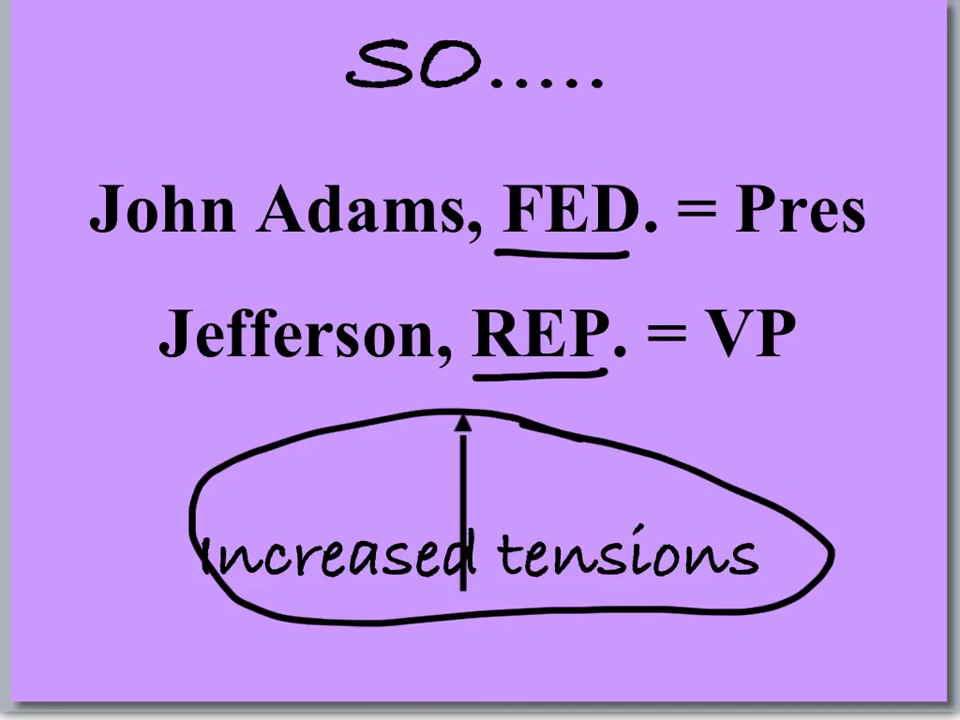 SO.....
John Adams, FED. = Pres
Jefferson, REP. = VP
Increased tensions